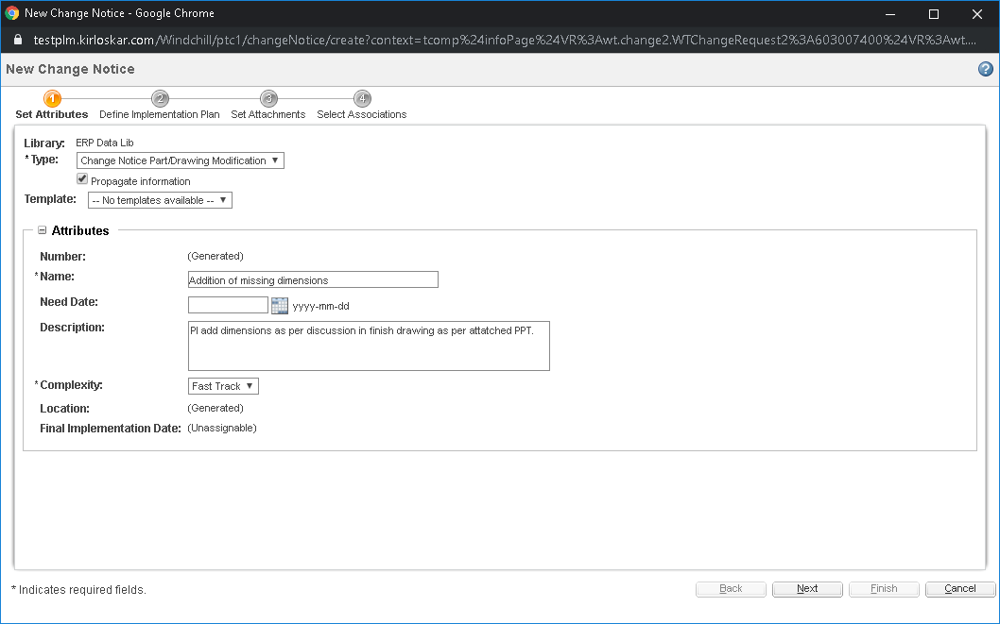 New Change Notice - Google Chrome
testplm.kirloskar.com/Windchill/ptc1/changeNotice/create?context=tcomp%24infoPage%24VR%3Awt.change2.WTChangeRequest2%3A603007400%24VR%3Awt....
New Change Notice ?
1 2 3 4
Set Attributes Define Implementation Plan Set Attachments Select Associations
Library: ERP Data Lib
*Type: Change Notice Part/Drawing Modification
Propagate information
Template: -- No templates available --
Attributes
Number: (Generated)
*Name: Addition of missing dimensions
Need Date: yyyy-mm-dd
Description: Pl add dimensions as per discussion in finish drawing as per attatched PPT.
*Complexity: Fast Track
Location: (Generated)
Final Implementation Date: (Unassignable)
* Indicates required fields. Back Next Finish Cancel